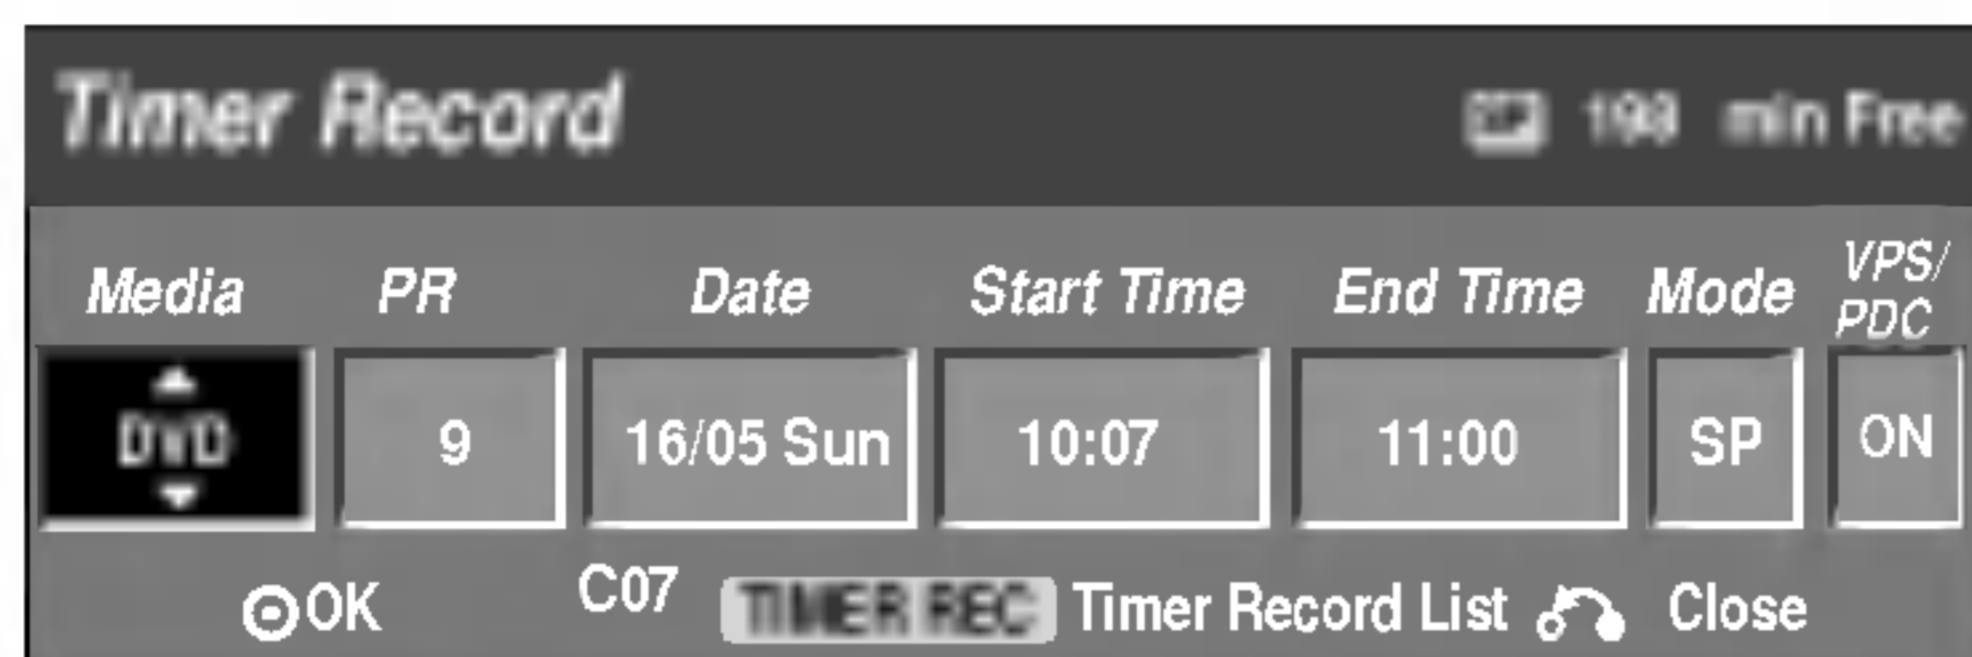 Timer Record
198 min Free
Media PR Date Start Time End Time Mode VPS/
PDC
DVD 9 16/05 Sun 10:07 11:00 SP ON
OK C07 TIMER REC Timer Record List Close